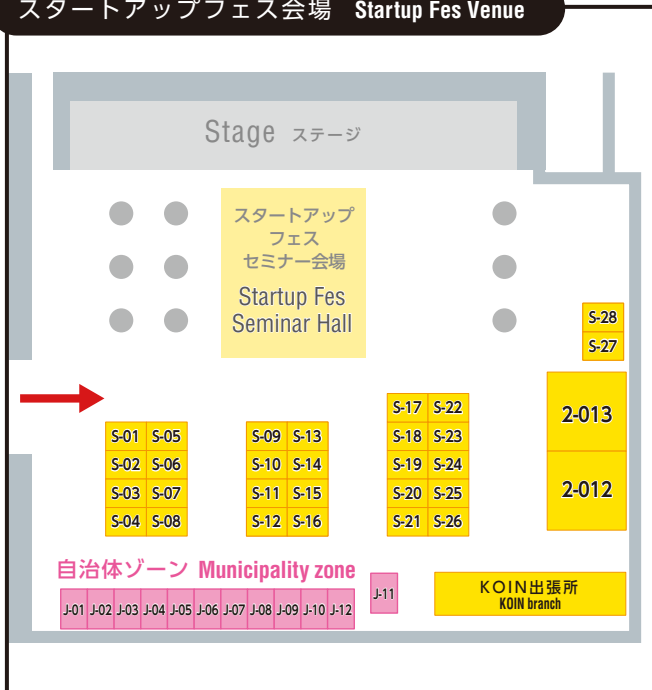 スタートアップフェス会場 Startup Fes Venue
Stage ステージ
スタートアップ
フェス
セミナー会場
Startup Fes
Seminar Hall
S-28
S-27
2-013
2-012
S-01 S-05
S-02 S-06
S-03 S-07
S-04 S-08
S-09 S-13
S-10 S-14
S-11 S-15
S-12 S-16
S-17 S-22
S-18 S-23
S-19 S-24
S-20 S-25
S-21 S-26
自治体ゾーン Municipality zone
J-01 J-02 J-03 J-04 J-05 J-06 J-07 J-08 J-09 J-10 J-12
J-11
KOIN出張所
KOIN branch